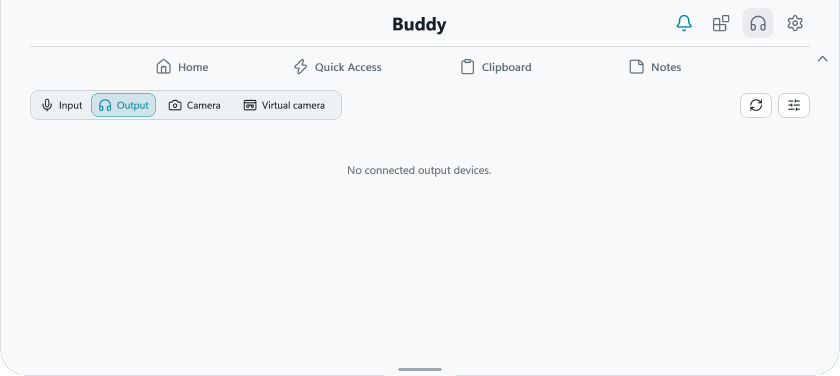 Buddy
Home Quick Access Clipboard Notes
Input Output Camera Virtual camera
No connected output devices.